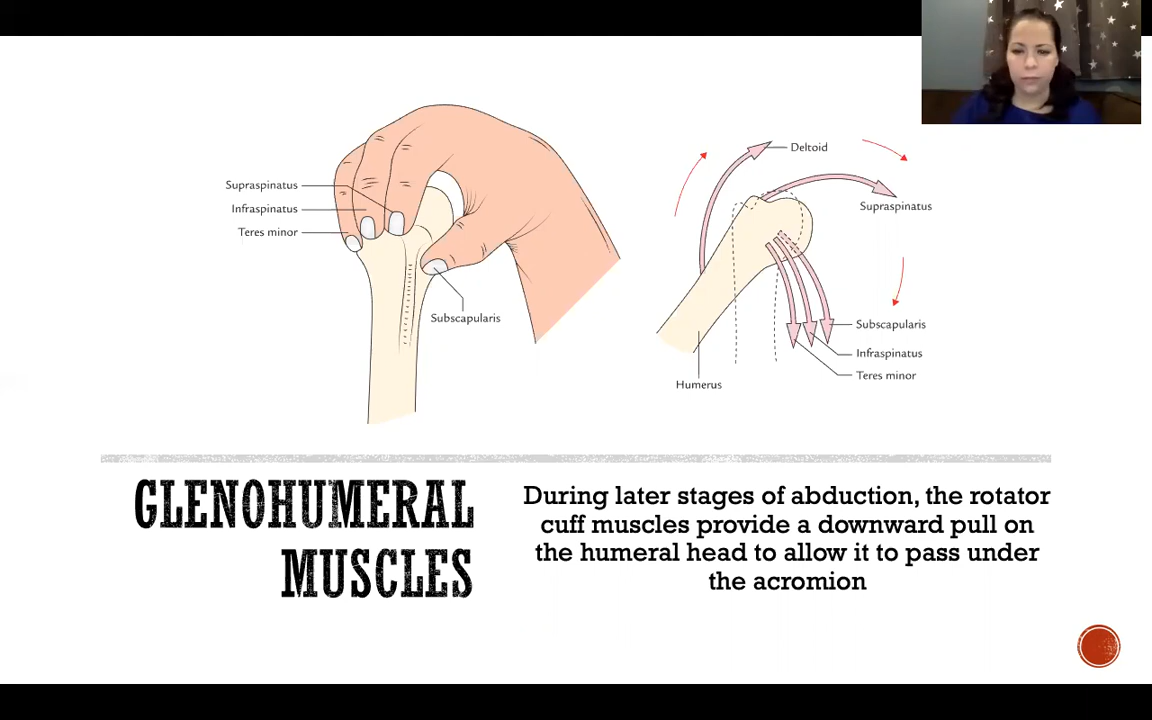 Supraspinatus
Infraspinatus
Teres minor
Subscapularis
Deltoid
Supraspinatus
Subscapularis
Infraspinatus
Teres minor
Humerus
GLENOHUMERAL
MUSCLES
During later stages of abduction, the rotator
cuff muscles provide a downward pull on
the humeral head to allow it to pass under
the acromion